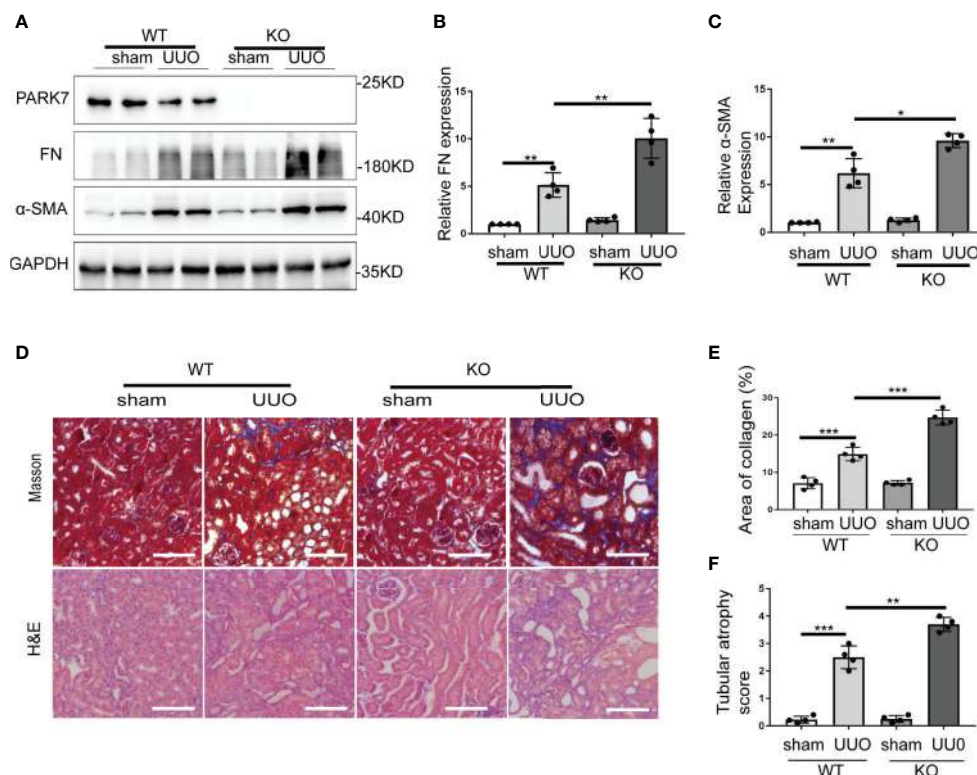 A
WT KO
sham UUO sham UUO
PARK7
-25KD
FN
-180KD
α-SMA
-40KD
GAPDH
-35KD
B
Relative FN expression
15
10
5
0
**
**
sham UUO sham UUO
WT KO
C
Relative α-SMA
Expression
15
10
5
0
**
*
sham UUO sham UUO
WT KO
D
WT KO
sham UUO sham UUO
Masson
H&E
E
Area of collagen (%)
30
20
10
0
***
***
sham UUO sham UUO
WT KO
F
Tubular atrophy
score
4
3
2
1
0
***
**
sham UUO sham UU0
WT KO